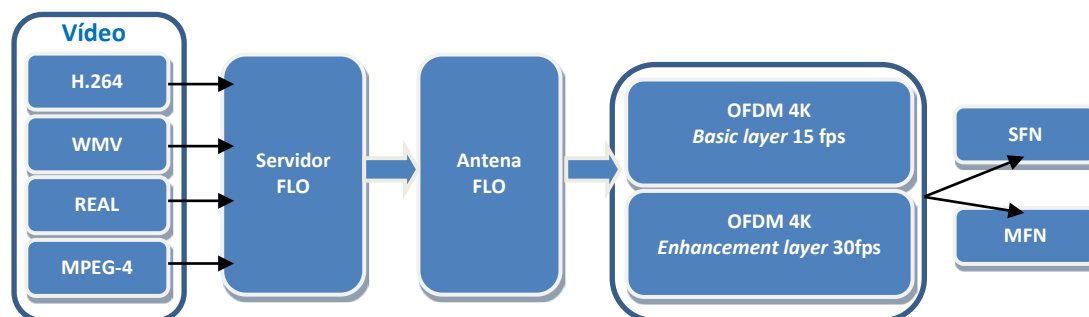 Vídeo
H.264
WMV
REAL
MPEG-4
Servidor
FLO
Antena
FLO
OFDM 4K
Basic layer 15 fps
OFDM 4K
Enhancement layer 30fps
SFN
MFN